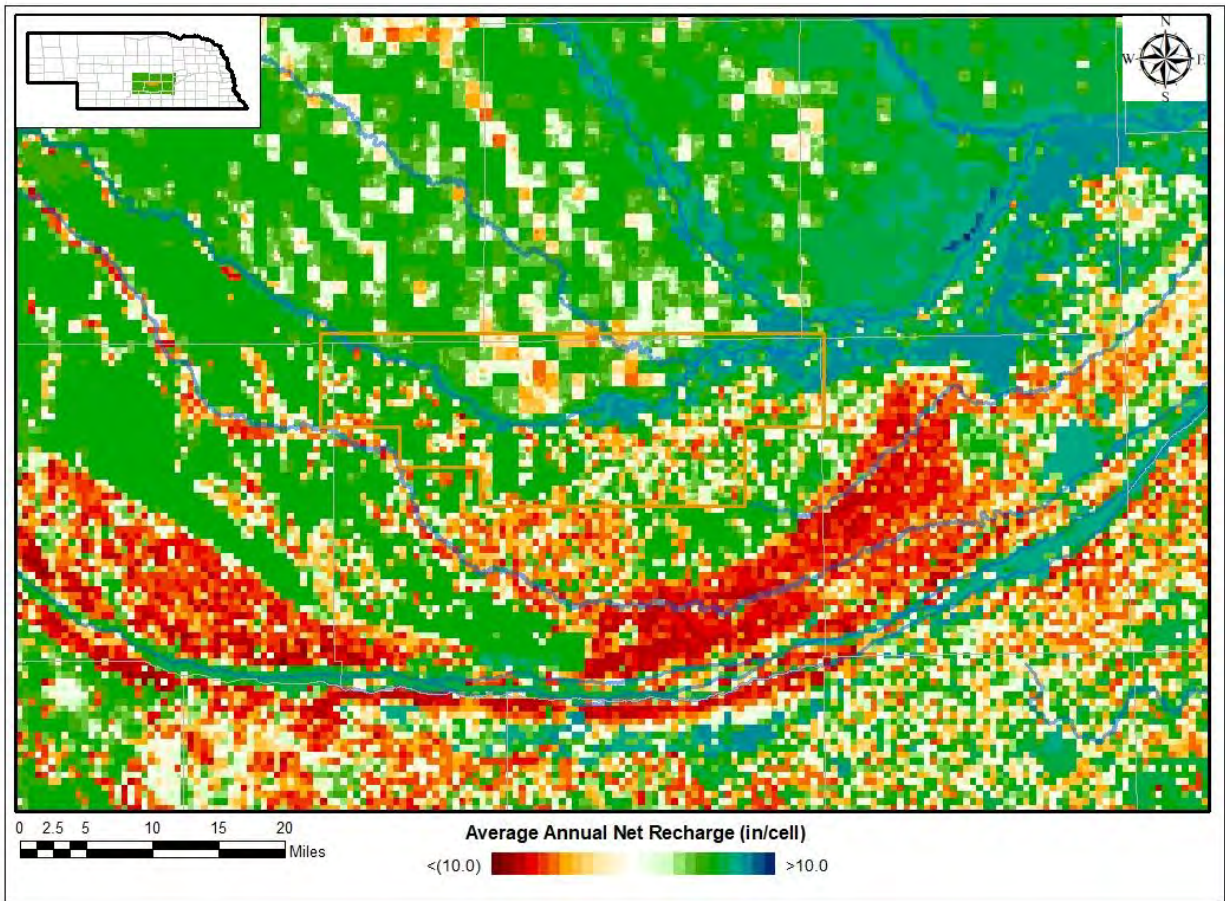 N
W E
S
0 2.5 5 10 15 20
Miles
Average Annual Net Recharge (in/cell)
<(10.0) >10.0